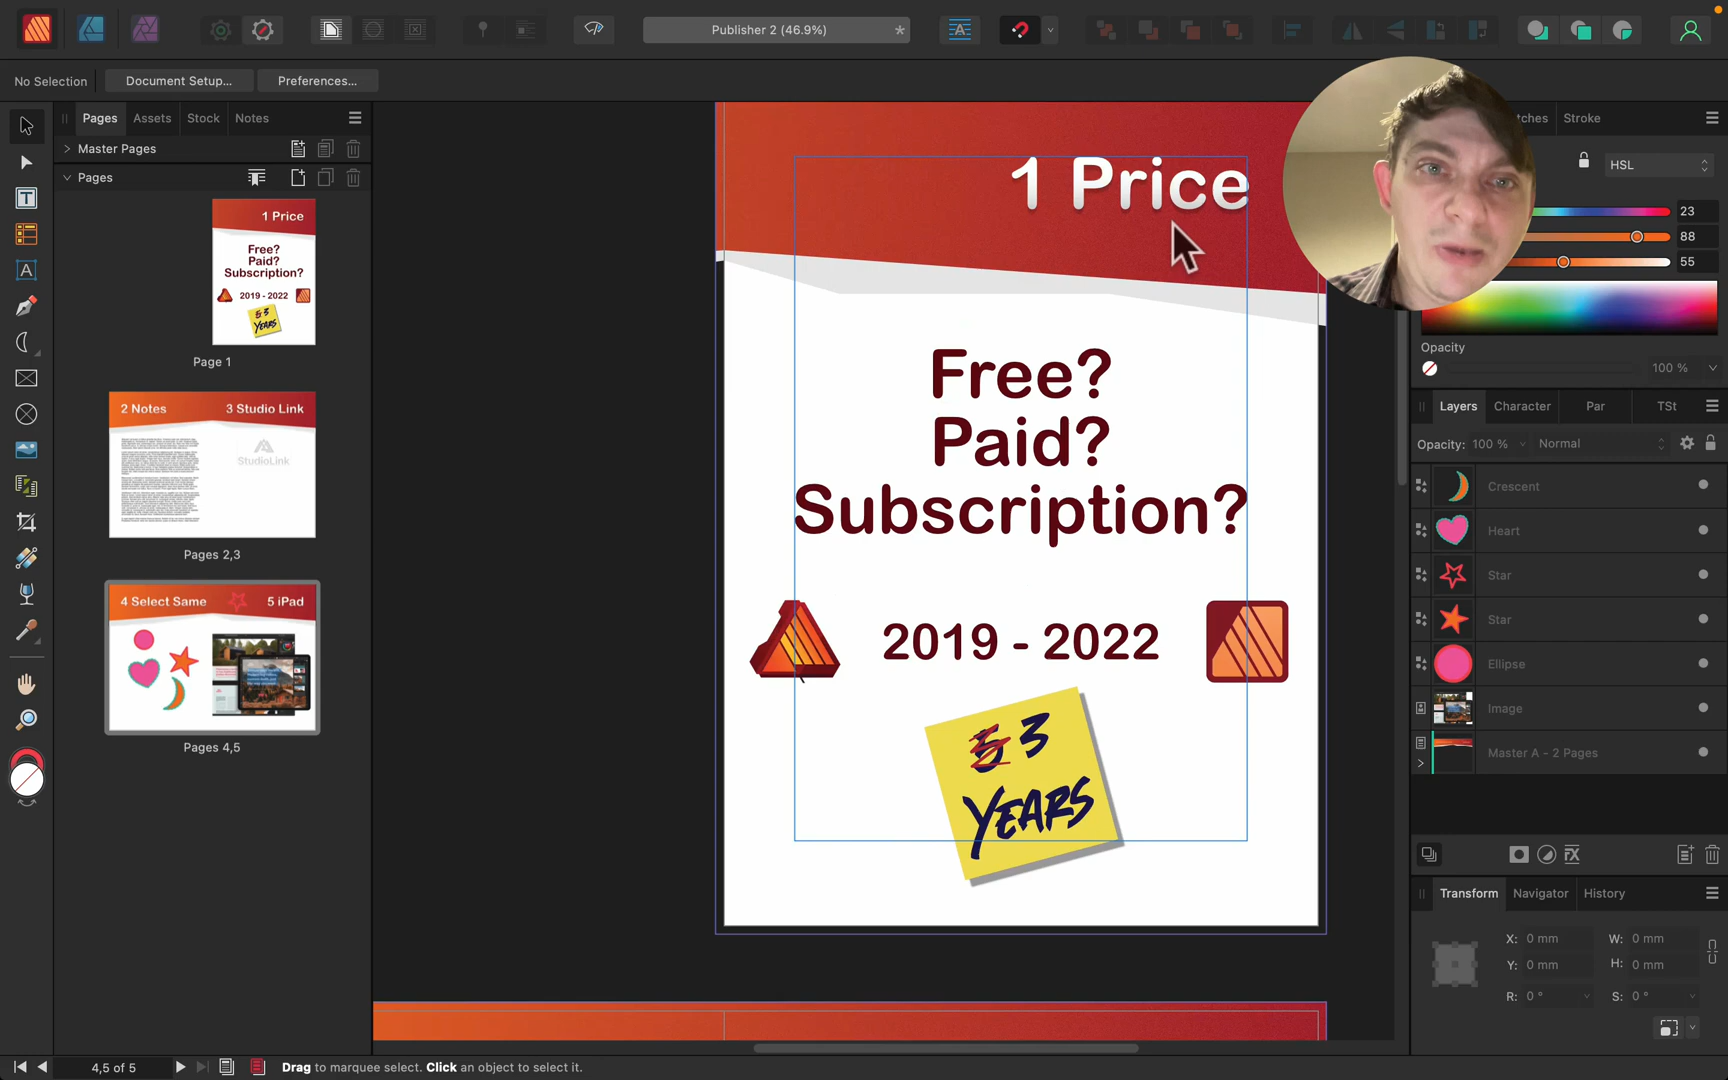 Publisher 2 (46.9%)
*
No Selection
Document Setup...
Preferences...
Pages
Assets
Stock
Notes
Master Pages
Pages
1 Price
Free?
Paid?
Subscription?
2019 - 2022
5 3
YEARS
Page 1
2 Notes
3 Studio Link
StudioLink
Pages 2,3
4 Select Same
5 iPad
Pages 4,5
1 Price
Free?
Paid?
Subscription?
2019 - 2022
5 3
YEARS
tches
Stroke
HSL
23
88
55
Opacity
100 %
Layers
Character
Par
TSt
Opacity: 100 %
Normal
Crescent
Heart
Star
Star
Ellipse
Image
Master A - 2 Pages
Transform
Navigator
History
X: 0 mm
W: 0 mm
Y: 0 mm
H: 0 mm
R: 0 °
S: 0 °
4,5 of 5
Drag to marquee select. Click an object to select it.